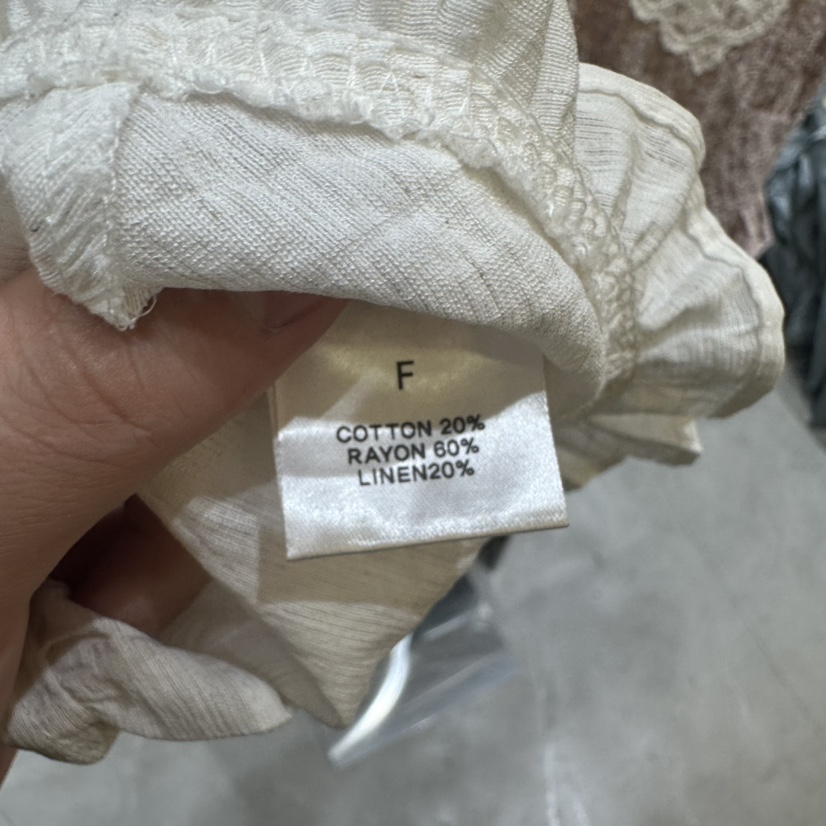 F
COTTON 20%
RAYON 60%
LINEN20%